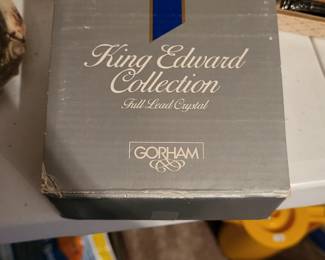 King Edward
Collection
Full Lead Crystal
GORHAM